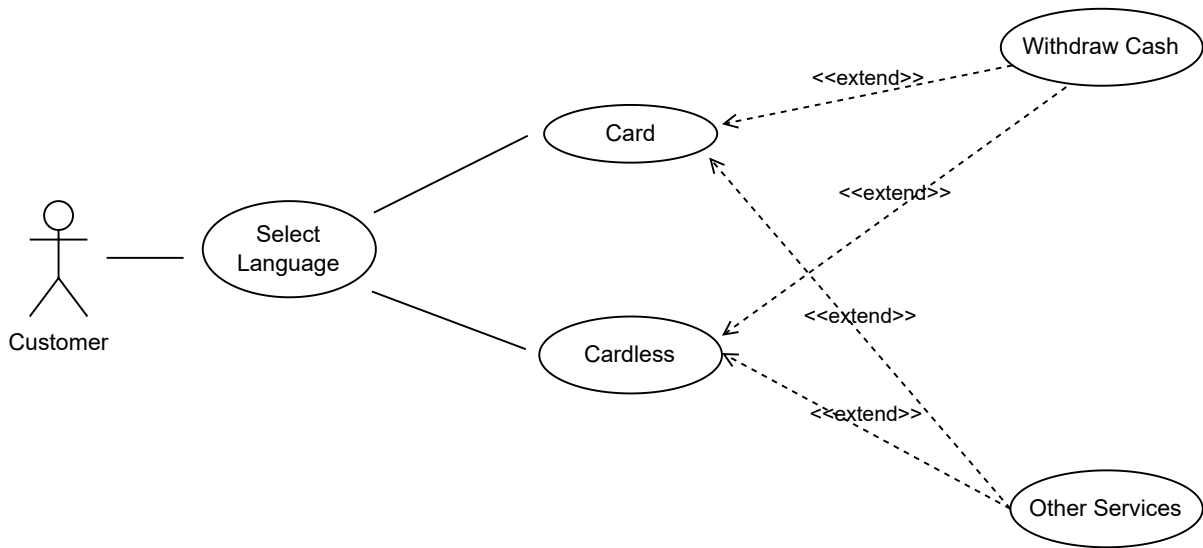 Withdraw Cash
<<extend>>
Card
<<extend>>
Select
Language
Customer
<<extend>>
Cardless
<<extend>>
Other Services